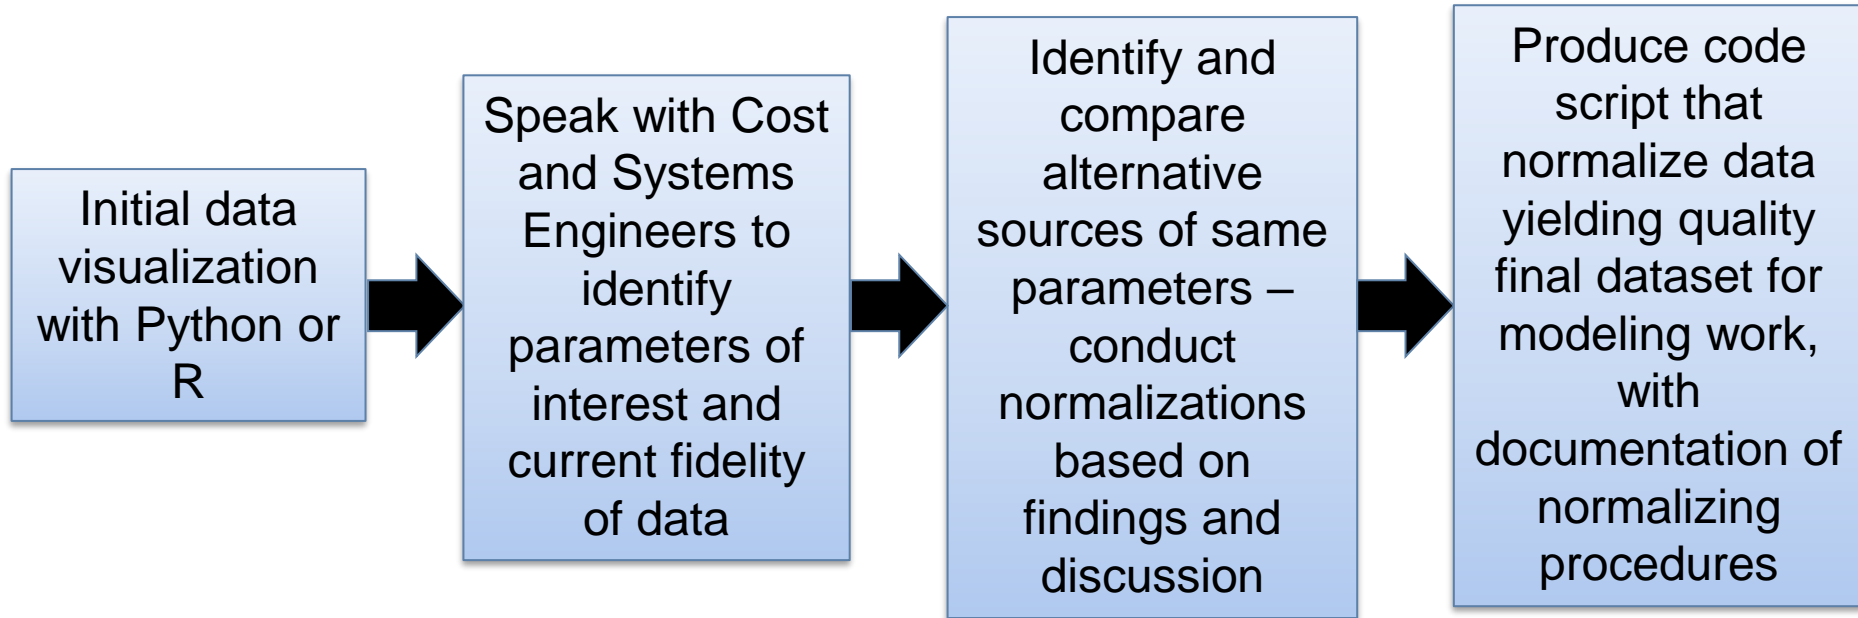 Initial data
visualization
with Python or
R
Speak with Cost
and Systems
Engineers to
identify
parameters of
interest and
current fidelity
of data
Identify and
compare
alternative
sources of same
parameters –
conduct
normalizations
based on
findings and
discussion
Produce code
script that
normalize data
yielding quality
final dataset for
modeling work,
with
documentation of
normalizing
procedures